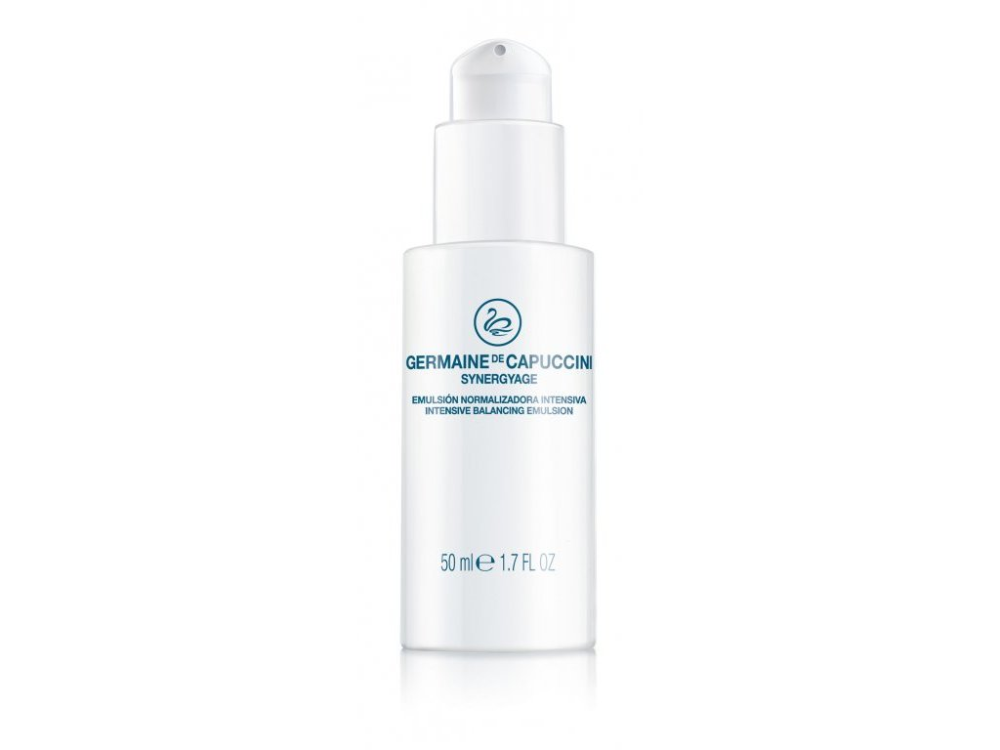 GERMAINE DE CAPUCCINI
SYNERGYAGE
EMULSIÓN NORMALIZADORA INTENSIVA
INTENSIVE BALANCING EMULSION
50 ml ℮ 1.7 FL OZ